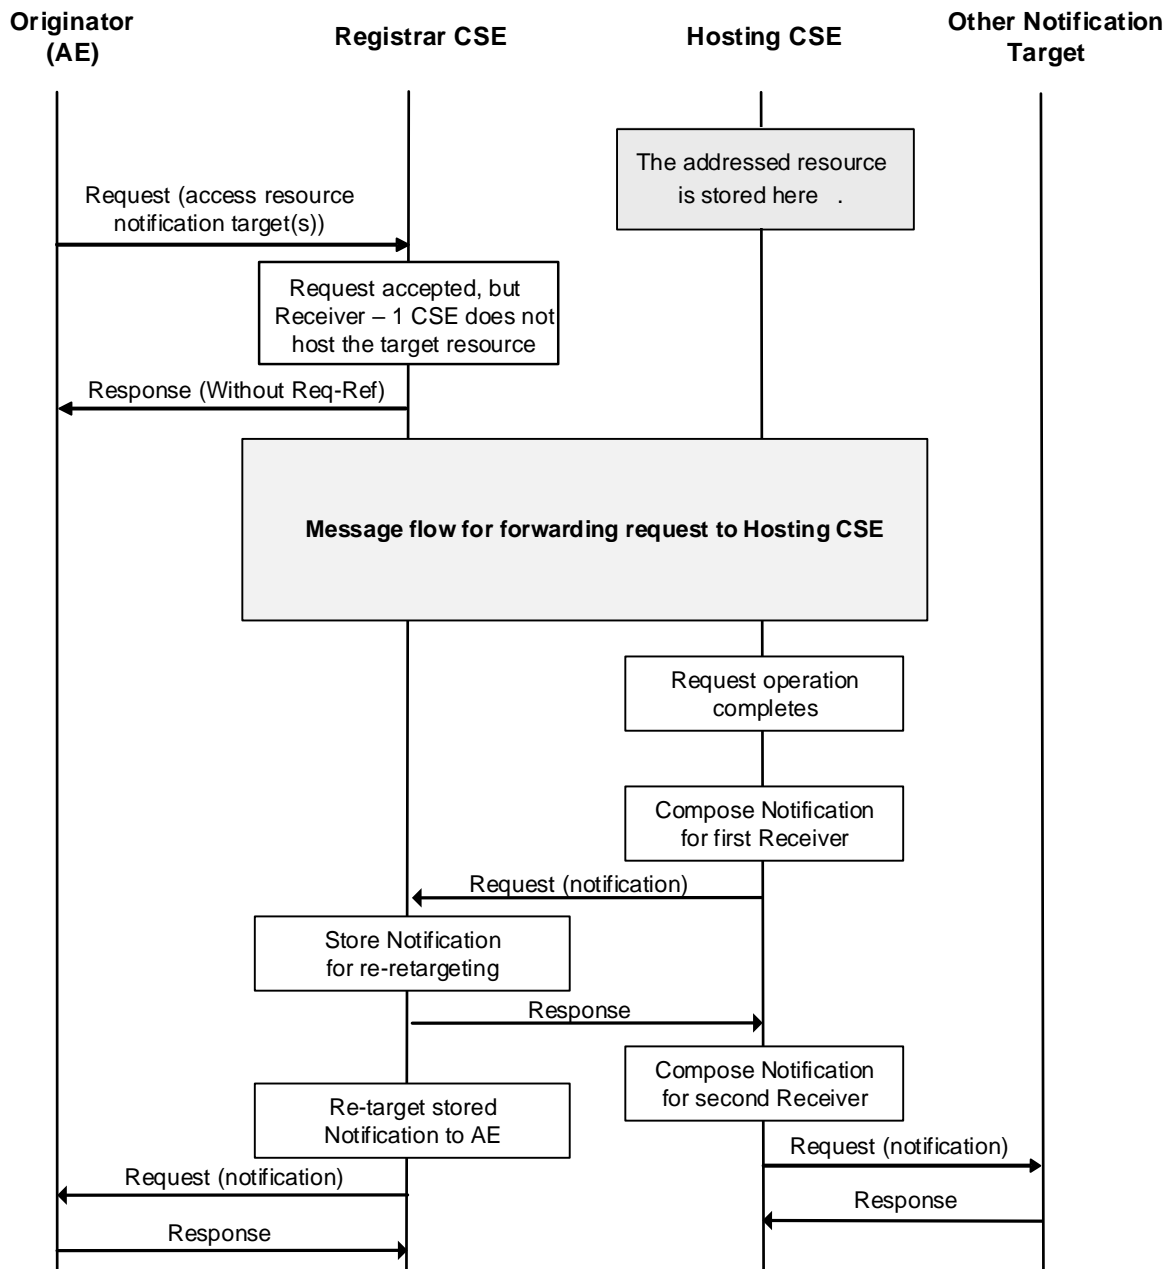 Originator
(AE)
Registrar CSE
Hosting CSE
Other Notification
Target
The addressed resource
is stored here .
Request (access resource
notification target(s))
Request accepted, but
Receiver – 1 CSE does not
host the target resource
Response (Without Req-Ref)
Message flow for forwarding request to Hosting CSE
Request operation
completes
Compose Notification
for first Receiver
Request (notification)
Store Notification
for re-retargeting
Response
Compose Notification
for second Receiver
Re-target stored
Notification to AE
Request (notification)
Request (notification)
Response
Response